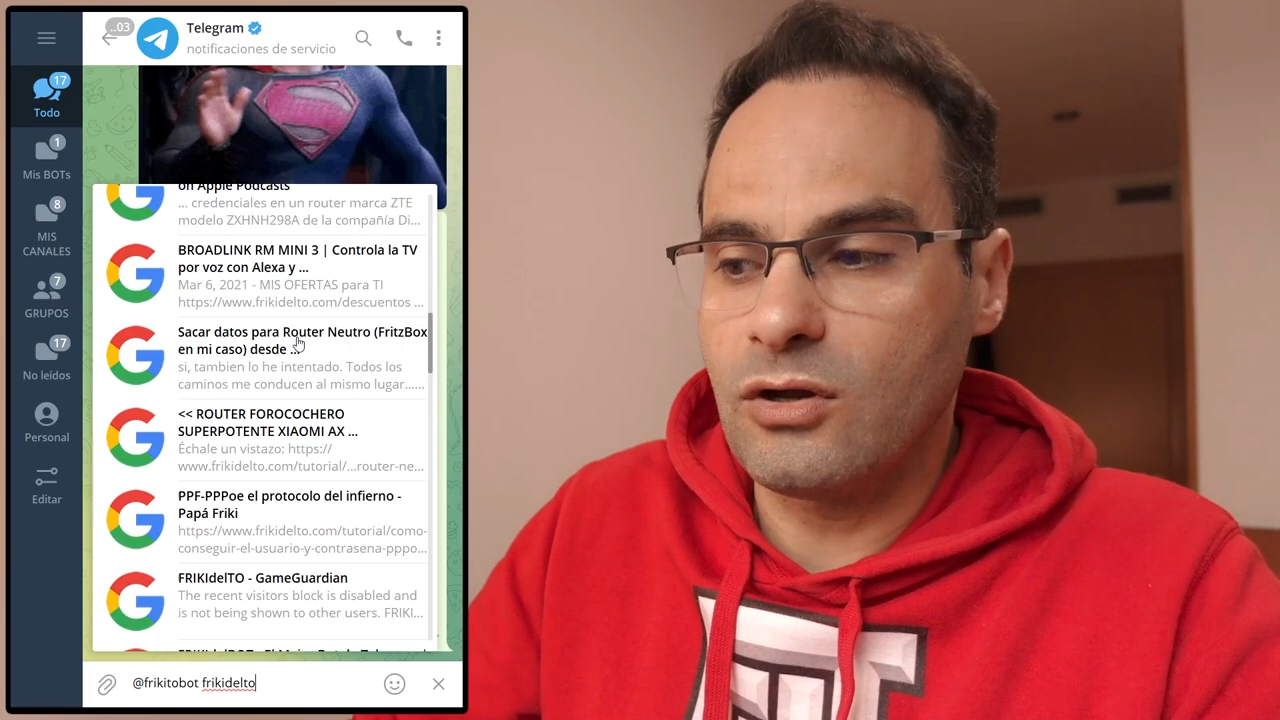 ..03
Telegram
notificaciones de servicio
17
Todo
1
Mis BOTs
8
MIS
CANALES
7
GRUPOS
17
No leídos
Personal
Editar
on Apple Podcasts
... credenciales en un router marca ZTE
modelo ZXHNH298A de la compañía Di...
BROADLINK RM MINI 3 | Controla la TV
por voz con Alexa y ...
Mar 6, 2021 - MIS OFERTAS para TI
https://www.frikidelto.com/descuentos ...
Sacar datos para Router Neutro (FritzBox
en mi caso) desde ...
si, tambien lo he intentado. Todos los
caminos me conducen al mismo lugar......
<< ROUTER FOROCOCHERO
SUPERPOTENTE XIAOMI AX ...
Échale un vistazo: https://
www.frikidelto.com/tutorial/...router-ne...
PPF-PPPoe el protocolo del infierno -
Papá Friki
https://www.frikidelto.com/tutorial/como-
conseguir-el-usuario-y-contrasena-pppo...
FRIKIdelTO - GameGuardian
The recent visitors block is disabled and
is not being shown to other users. FRIKI...
@frikitobot frikidelto